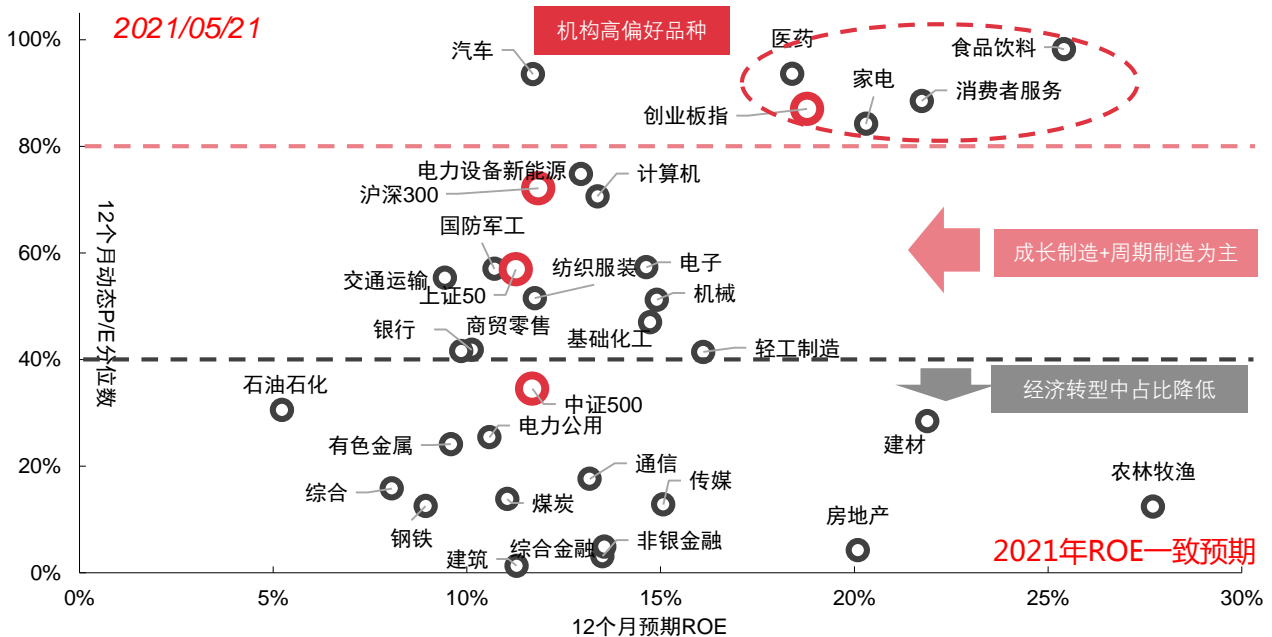 2021/05/21
机构高偏好品种
100%
80%
60%
40%
20%
0%
12个月动态P/E分位数
汽车
医药
食品饮料
家电
消费者服务
创业板指
电力设备新能源
计算机
沪深300
国防军工
纺织服装
电子
交通运输
上证50
机械
成长制造+周期制造为主
银行
商贸零售
基础化工
轻工制造
石油石化
中证500
经济转型中占比降低
有色金属
电力公用
建材
综合
通信
传媒
农林牧渔
钢铁
煤炭
房地产
建筑
综合金融
非银金融
2021年ROE一致预期
0%
5%
10%
15%
20%
25%
30%
12个月预期ROE